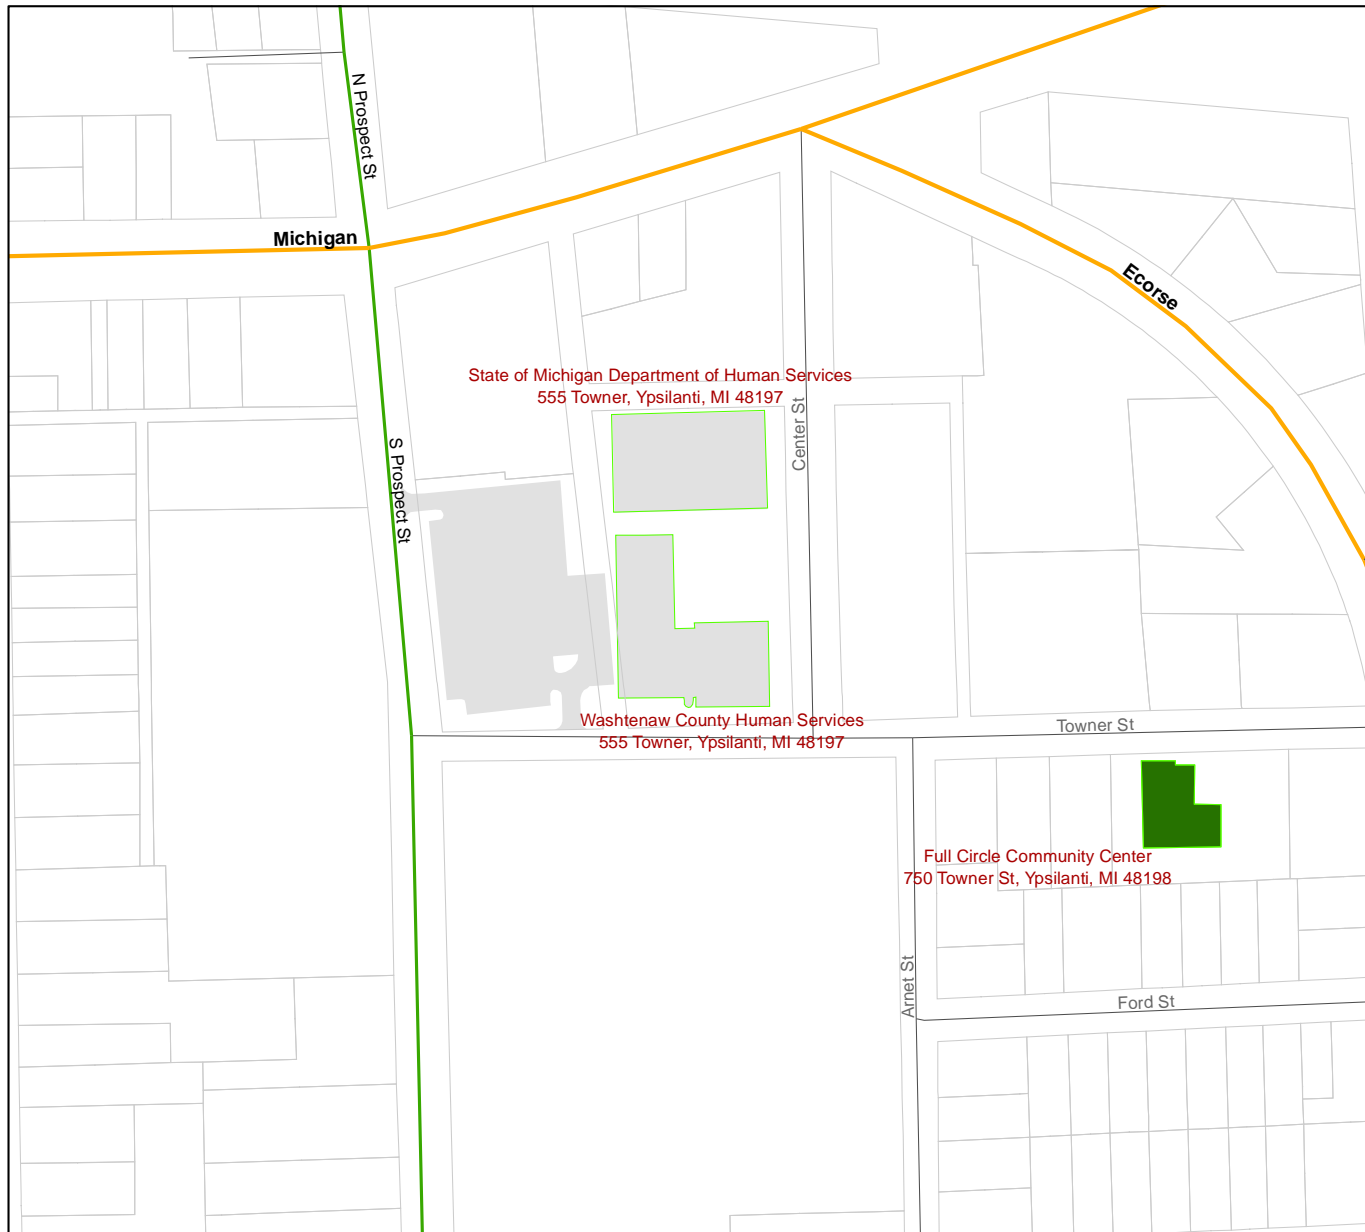 N Prospect St
Michigan
Ecorse
State of Michigan Department of Human Services
555 Towner, Ypsilanti, MI 48197
Center St
S Prospect St
Washtenaw County Human Services
555 Towner, Ypsilanti, MI 48197
Towner St
Full Circle Community Center
750 Towner St, Ypsilanti, MI 48198
Arnet St
Ford St